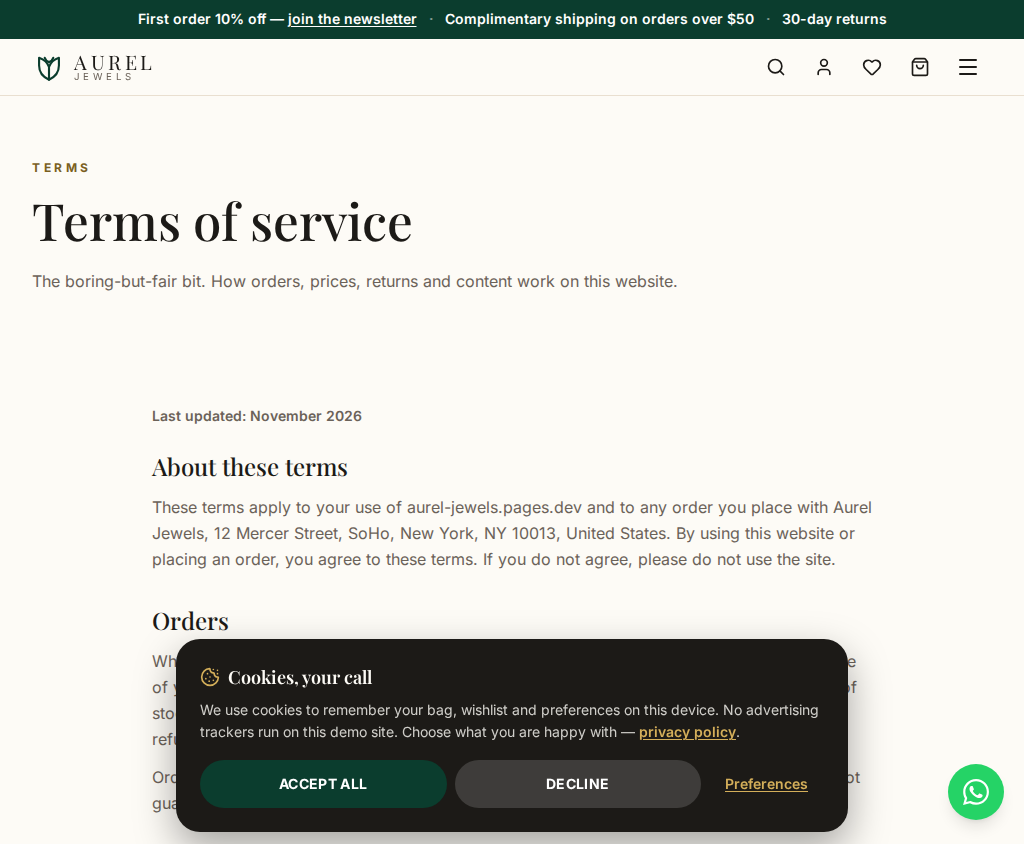 First order 10% off — join the newsletter · Complimentary shipping on orders over $50 · 30-day returns
AUREL
JEWELS
TERMS
Terms of service
The boring-but-fair bit. How orders, prices, returns and content work on this website.
Last updated: November 2026
About these terms
These terms apply to your use of aurel-jewels.pages.dev and to any order you place with Aurel
Jewels, 12 Mercer Street, SoHo, New York, NY 10013, United States. By using this website or
placing an order, you agree to these terms. If you do not agree, please do not use the site.
Orders
of
Cookies, your call
We use cookies to remember your bag, wishlist and preferences on this device. No advertising
trackers run on this demo site. Choose what you are happy with — privacy policy.
ACCEPT ALL
DECLINE
Preferences